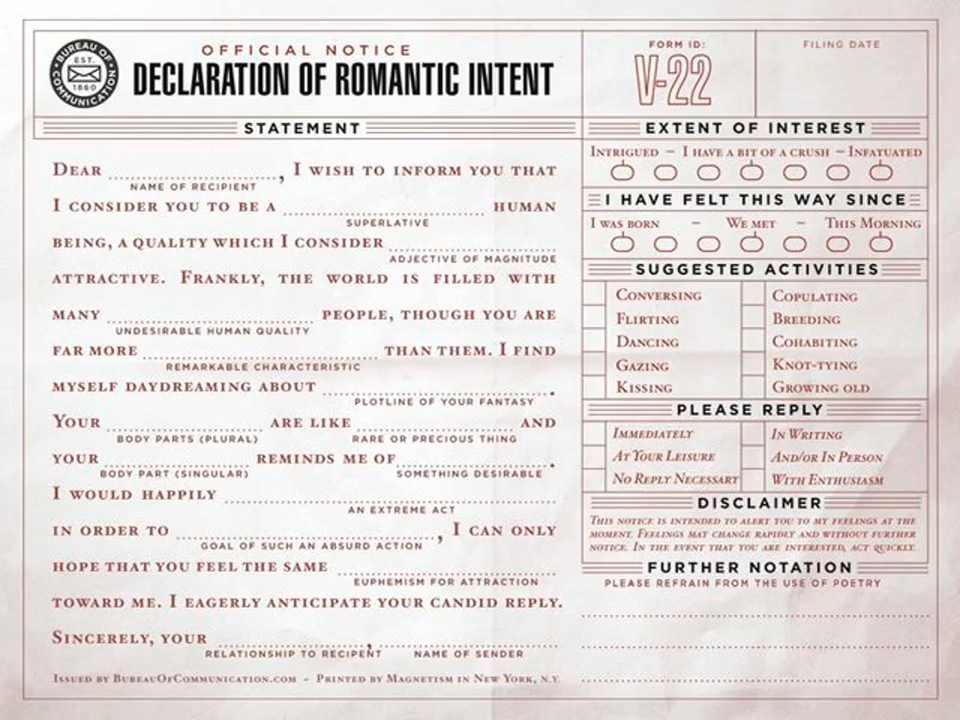 BUREAU OF COMMUNICATION
EST.
1860
OFFICIAL NOTICE
DECLARATION OF ROMANTIC INTENT
FORM ID:
V-22
FILING DATE
STATEMENT
DEAR , I WISH TO INFORM YOU THAT
NAME OF RECIPIENT
I CONSIDER YOU TO BE A HUMAN
SUPERLATIVE
BEING, A QUALITY WHICH I CONSIDER
ADJECTIVE OF MAGNITUDE
ATTRACTIVE. FRANKLY, THE WORLD IS FILLED WITH
MANY PEOPLE, THOUGH YOU ARE
UNDESIRABLE HUMAN QUALITY
FAR MORE THAN THEM. I FIND
REMARKABLE CHARACTERISTIC
MYSELF DAYDREAMING ABOUT .
PLOTLINE OF YOUR FANTASY
YOUR ARE LIKE AND
BODY PARTS (PLURAL) RARE OR PRECIOUS THING
YOUR REMINDS ME OF .
BODY PART (SINGULAR) SOMETHING DESIRABLE
I WOULD HAPPILY
AN EXTREME ACT
IN ORDER TO , I CAN ONLY
GOAL OF SUCH AN ABSURD ACTION
HOPE THAT YOU FEEL THE SAME
EUPHEMISM FOR ATTRACTION
TOWARD ME. I EAGERLY ANTICIPATE YOUR CANDID REPLY.
SINCERELY, YOUR ,
RELATIONSHIP TO RECIPIENT NAME OF SENDER
ISSUED BY BUREAUOFCOMMUNICATION.COM - PRINTED BY MAGNETISM IN NEW YORK, N.Y.
EXTENT OF INTEREST
INTRIGUED – I HAVE A BIT OF A CRUSH – INFATUATED
I HAVE FELT THIS WAY SINCE
I WAS BORN – WE MET – THIS MORNING
SUGGESTED ACTIVITIES
CONVERSING COPULATING
FLIRTING BREEDING
DANCING COHABITING
GAZING KNOT-TYING
KISSING GROWING OLD
PLEASE REPLY
IMMEDIATELY IN WRITING
AT YOUR LEISURE AND/OR IN PERSON
NO REPLY NECESSARY WITH ENTHUSIASM
DISCLAIMER
THIS NOTICE IS INTENDED TO ALERT YOU TO MY FEELINGS AT THE
MOMENT. FEELINGS MAY CHANGE RAPIDLY AND WITHOUT FURTHER
NOTICE. IN THE EVENT THAT YOU ARE INTERESTED, ACT QUICKLY.
FURTHER NOTATION
PLEASE REFRAIN FROM THE USE OF POETRY